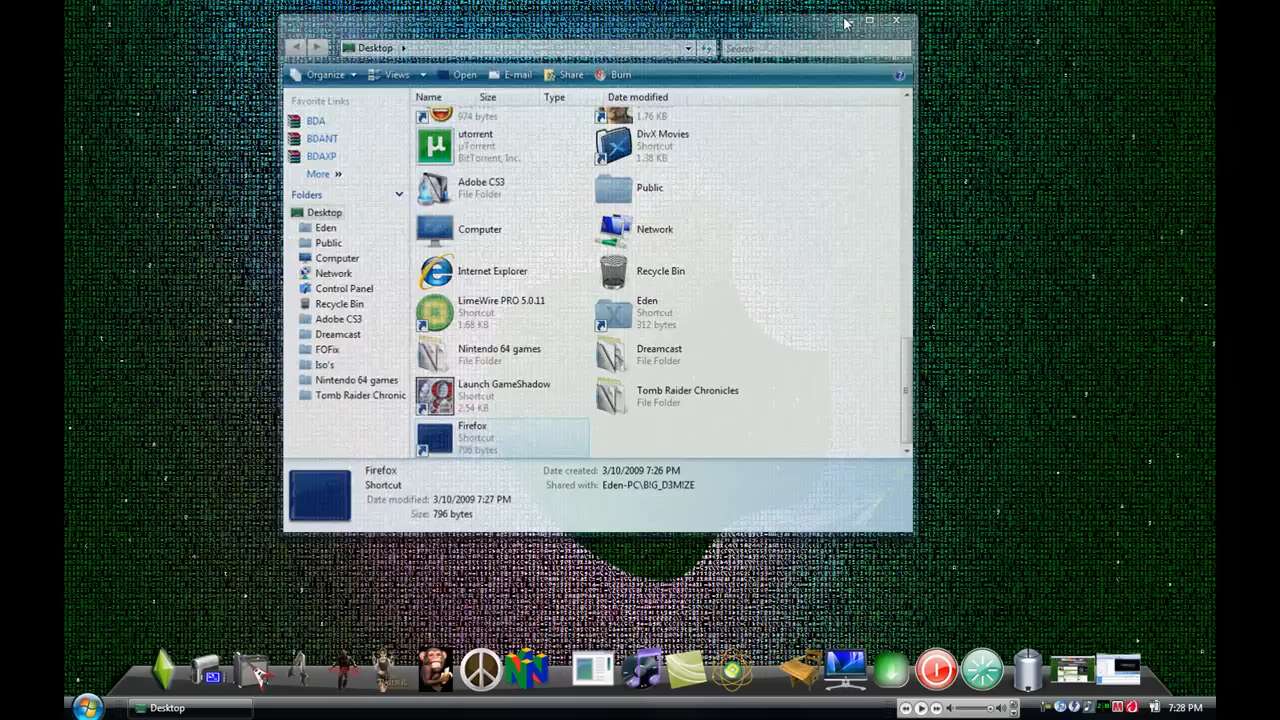 Desktop
Search
Organize Views Open E-mail Share Burn
Favorite Links
BDA
BDANT
BDAXP
More »
Folders
Desktop
Eden
Public
Computer
Network
Control Panel
Recycle Bin
Adobe CS3
Dreamcast
FOFix
Iso's
Nintendo 64 games
Tomb Raider Chronic
Name Size Type Date modified
974 bytes
1.76 KB
utorrent
µTorrent
BitTorrent, Inc.
DivX Movies
Shortcut
1.38 KB
Adobe CS3
File Folder
Public
Computer
Network
Internet Explorer
Recycle Bin
LimeWire PRO 5.0.11
Shortcut
1.68 KB
Eden
Shortcut
312 bytes
Nintendo 64 games
File Folder
Dreamcast
File Folder
Launch GameShadow
Shortcut
2.54 KB
Tomb Raider Chronicles
File Folder
Firefox
Shortcut
796 bytes
Firefox
Shortcut
Date modified: 3/10/2009 7:27 PM
Size: 796 bytes
Date created: 3/10/2009 7:26 PM
Shared with: Eden-PC\B!G_D3M!ZE
Desktop
7:28 PM